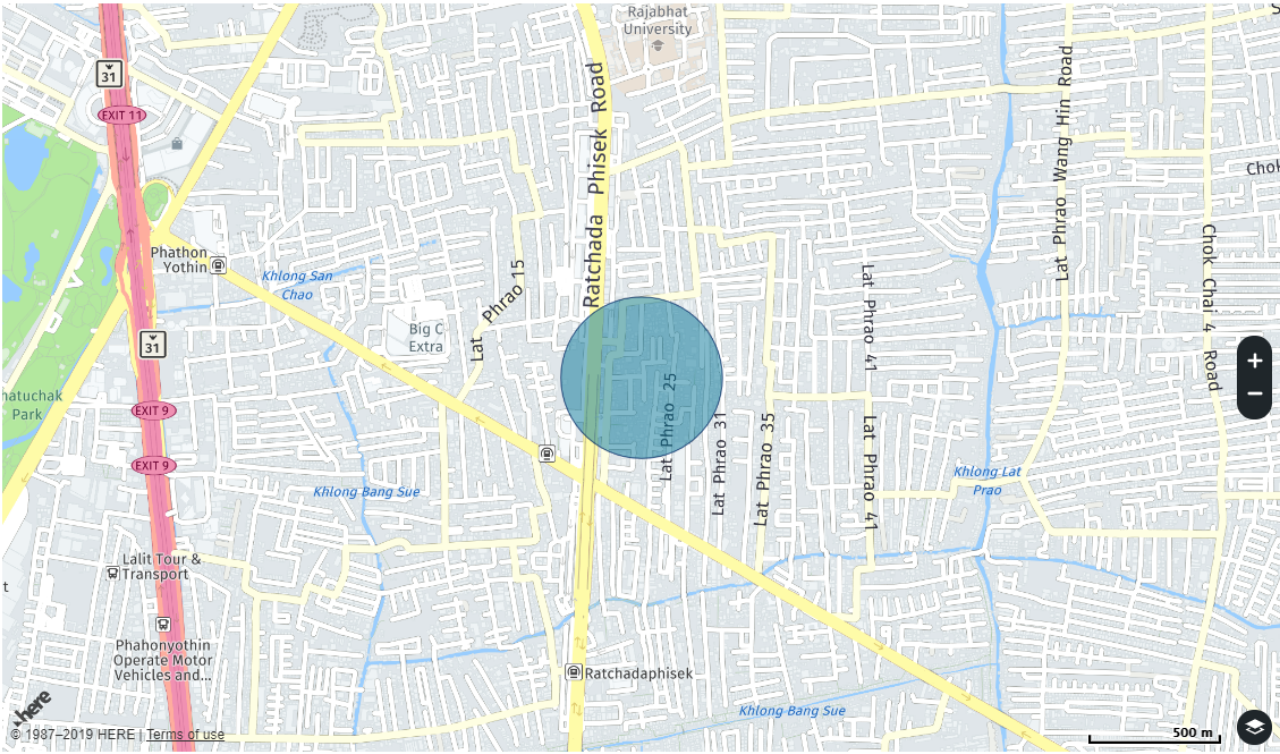 Rajabhat
University
31
EXIT 11
Ratchada Phisek Road
Lat Phrao Wang Hin Road
Chok
Phathon
Yothin
Khlong San
Chao
Lat Phrao 15
Lat Phrao 41
Chok Chai 4 Road
Big C
Extra
31
hatuchak
Park
EXIT 9
Lat Phrao 25
Lat Phrao 31
Lat Phrao 35
Lat Phrao 41
EXIT 9
Khlong Bang Sue
Khlong Lat
Prao
Lalit Tour &
Transport
t
Phahonyothin
Operate Motor
Vehicles and...
Ratchadaphisek
Khlong Bang Sue
here
© 1987–2019 HERE | Terms of use
500 m
+
−